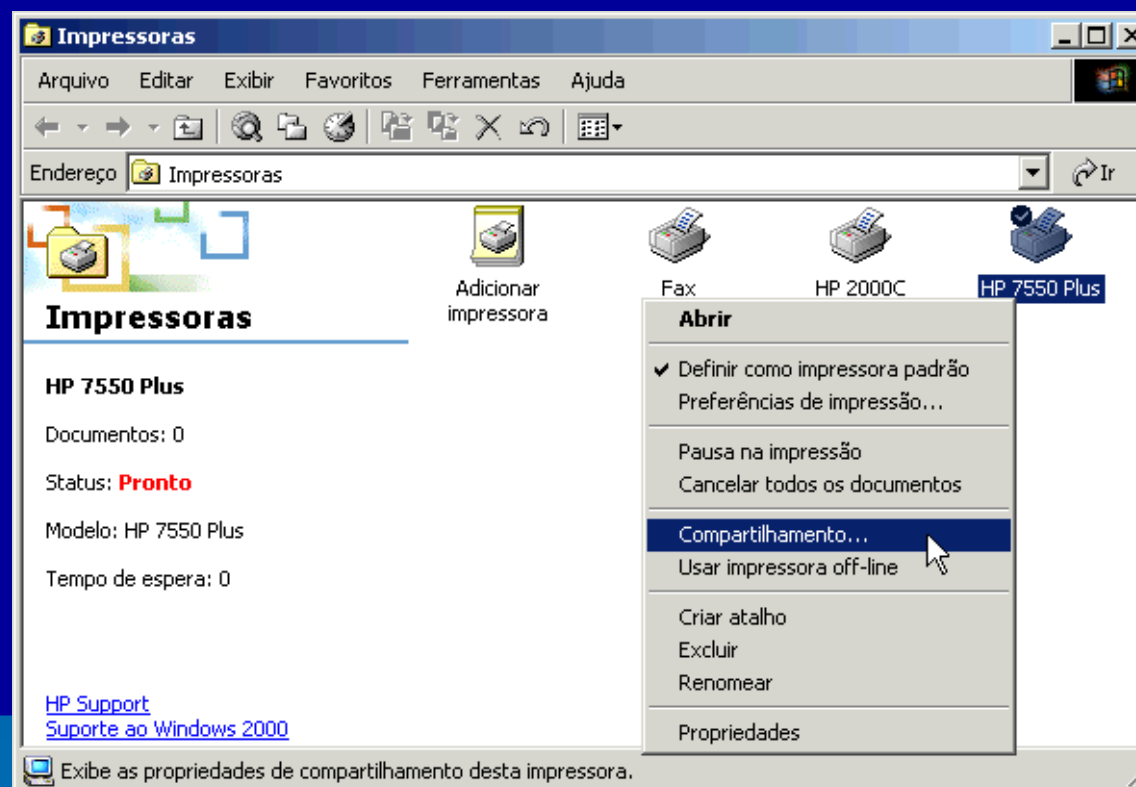 Impressoras
Arquivo Editar Exibir Favoritos Ferramentas Ajuda
Endereço Impressoras Ir
Adicionar impressora
Fax
HP 2000C
HP 7550 Plus
Impressoras
HP 7550 Plus
Documentos: 0
Status: Pronto
Modelo: HP 7550 Plus
Tempo de espera: 0
HP Support
Suporte ao Windows 2000
Abrir
Definir como impressora padrão
Preferências de impressão...
Pausa na impressão
Cancelar todos os documentos
Compartilhamento...
Usar impressora off-line
Criar atalho
Excluir
Renomear
Propriedades
Exibe as propriedades de compartilhamento desta impressora.